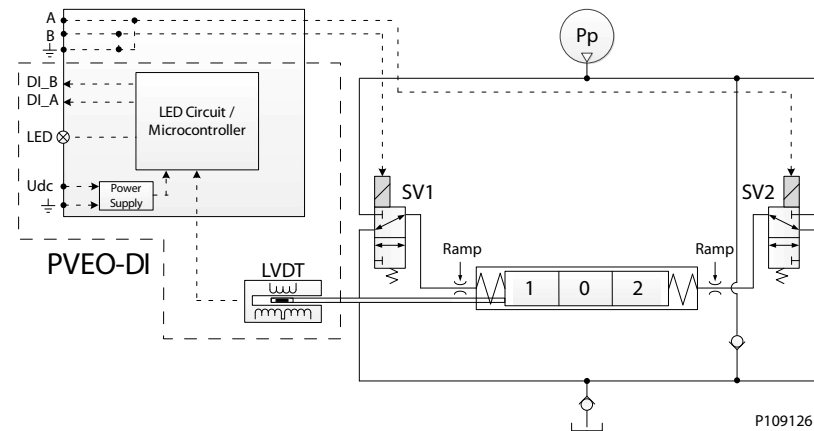 A
B
DI_B
DI_A
LED
Udc
LED Circuit /
Microcontroller
Power
Supply
PVEO-DI
LVDT
Pp
SV1
SV2
Ramp
Ramp
1 0 2
P109126